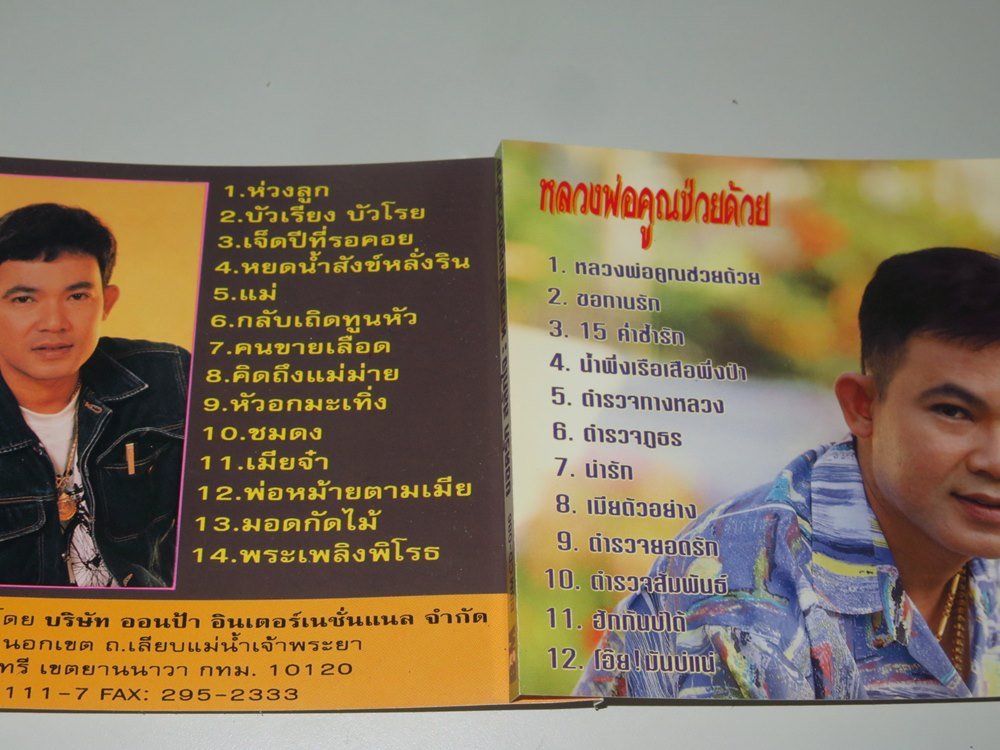 1.ห่วงลูก
2.บัวเรียง บัวโรย
3.เจ็ดปีที่รอคอย
4.หยดน้ำสังข์หลั่งริน
5.แม่
6.กลับเถิดทูนหัว
7.คนขายเลือด
8.คิดถึงแม่ม่าย
9.หัวอกมะเทิ่ง
10.ชมดง
11.เมียจ๋า
12.พ่อหม้ายตามเมีย
13.มอดกัดไม้
14.พระเพลิงพิโรธ
โดย บริษัท ออนป้า อินเตอร์เนชั่นแนล จำกัด
นอกเขต ถ.เลียบแม่น้ำเจ้าพระยา
ทรี เขตยานนาวา กทม. 10120
111-7 FAX: 295-2333
หลวงพ่อคูณช่วยด้วย
1. หลวงพ่อคูณช่วยด้วย
2. ขอทานรัก
3. 15 ค่ำช้ำรัก
4. น้ำพึ่งเรือเสือพึ่งป่า
5. ตำรวจทางหลวง
6. ตำรวจภูธร
7. น่ารัก
8. เมียตัวอย่าง
9. ตำรวจยอดรัก
10. ตำรวจสัมพันธ์
11. ฮักกันบ่ได้
12. โอ๊ย!มันบ่แน่